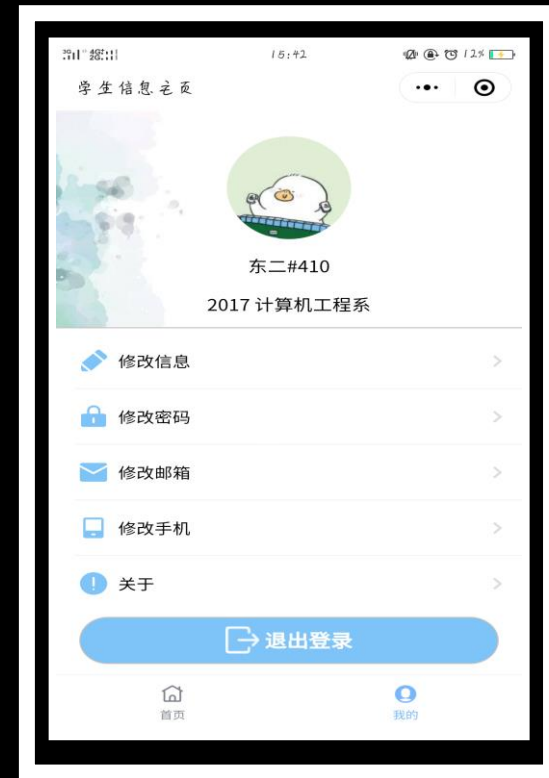 15:42 12%
学生信息主页
东二#410
2017 计算机工程系
修改信息
修改密码
修改邮箱
修改手机
关于
退出登录
首页 我的